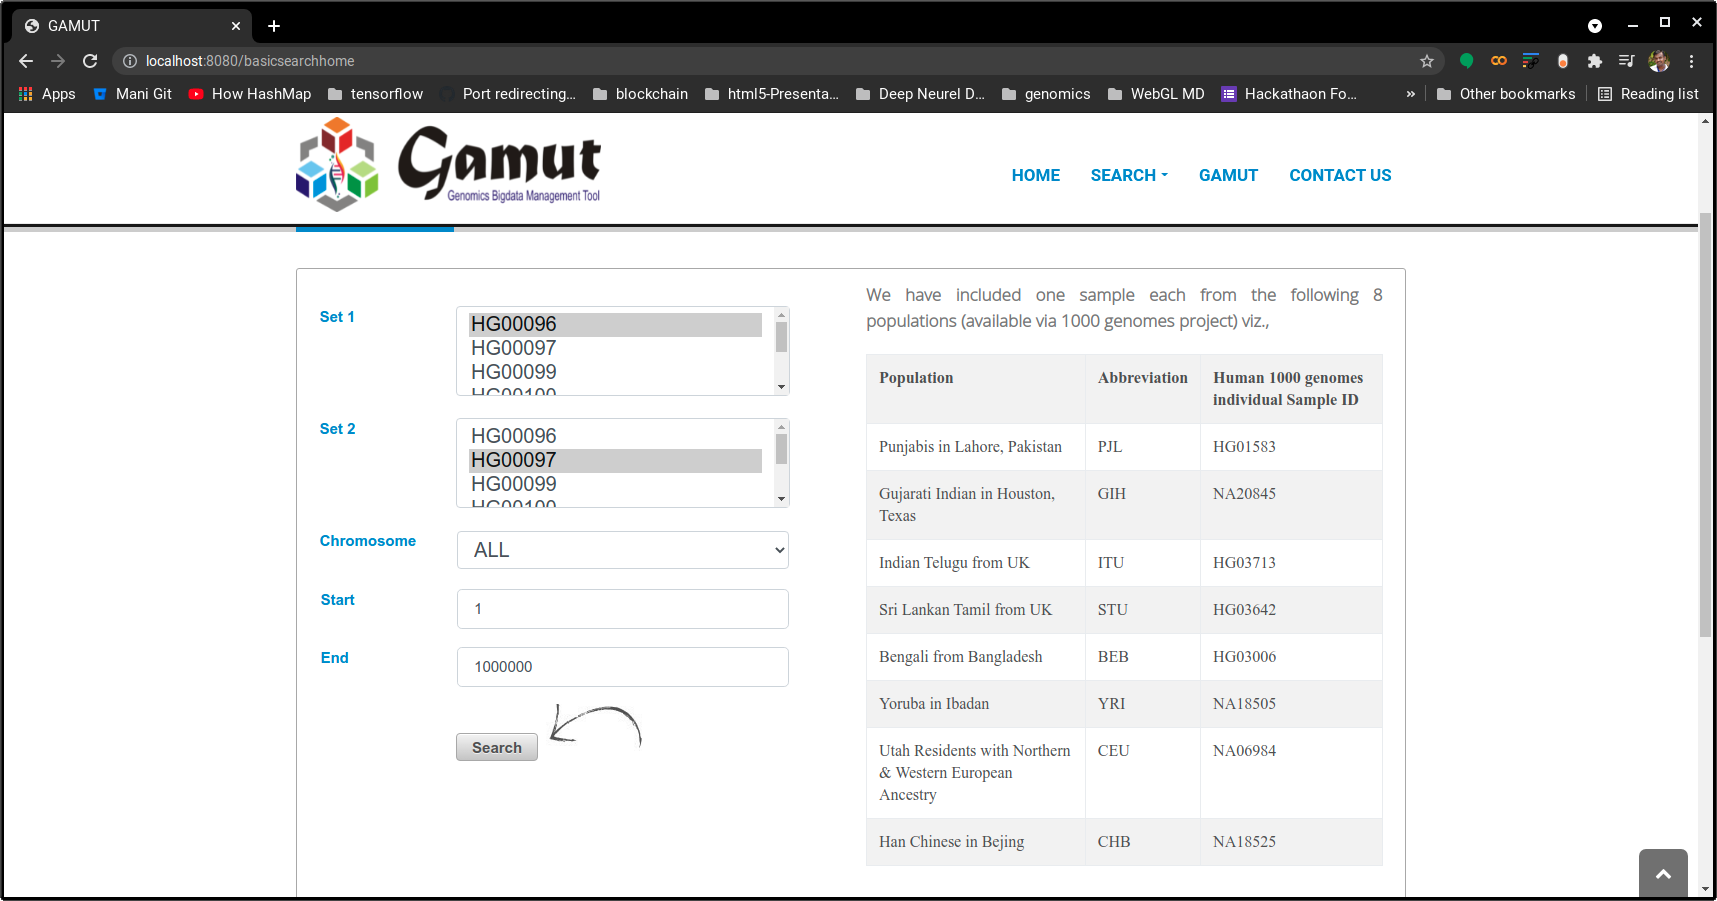 GAMUT
localhost:8080/basicsearchhome
Apps Mani Git How HashMap tensorflow Port redirecting... blockchain html5-Presenta... Deep Neurel D... genomics WebGL MD Hackathaon Fo... » Other bookmarks Reading list
Gamut
Genomics Bigdata Management Tool
HOME SEARCH GAMUT CONTACT US
Set 1
HG00096
HG00097
HG00099
HG00100
Set 2
HG00096
HG00097
HG00099
HG00100
Chromosome
ALL
Start
1
End
1000000
Search
We have included one sample each from the following 8
populations (available via 1000 genomes project) viz.,
Population Abbreviation Human 1000 genomes
individual Sample ID
Punjabis in Lahore, Pakistan PJL HG01583
Gujarati Indian in Houston, GIH NA20845
Texas
Indian Telugu from UK ITU HG03713
Sri Lankan Tamil from UK STU HG03642
Bengali from Bangladesh BEB HG03006
Yoruba in Ibadan YRI NA18505
Utah Residents with Northern CEU NA06984
& Western European
Ancestry
Han Chinese in Bejing CHB NA18525